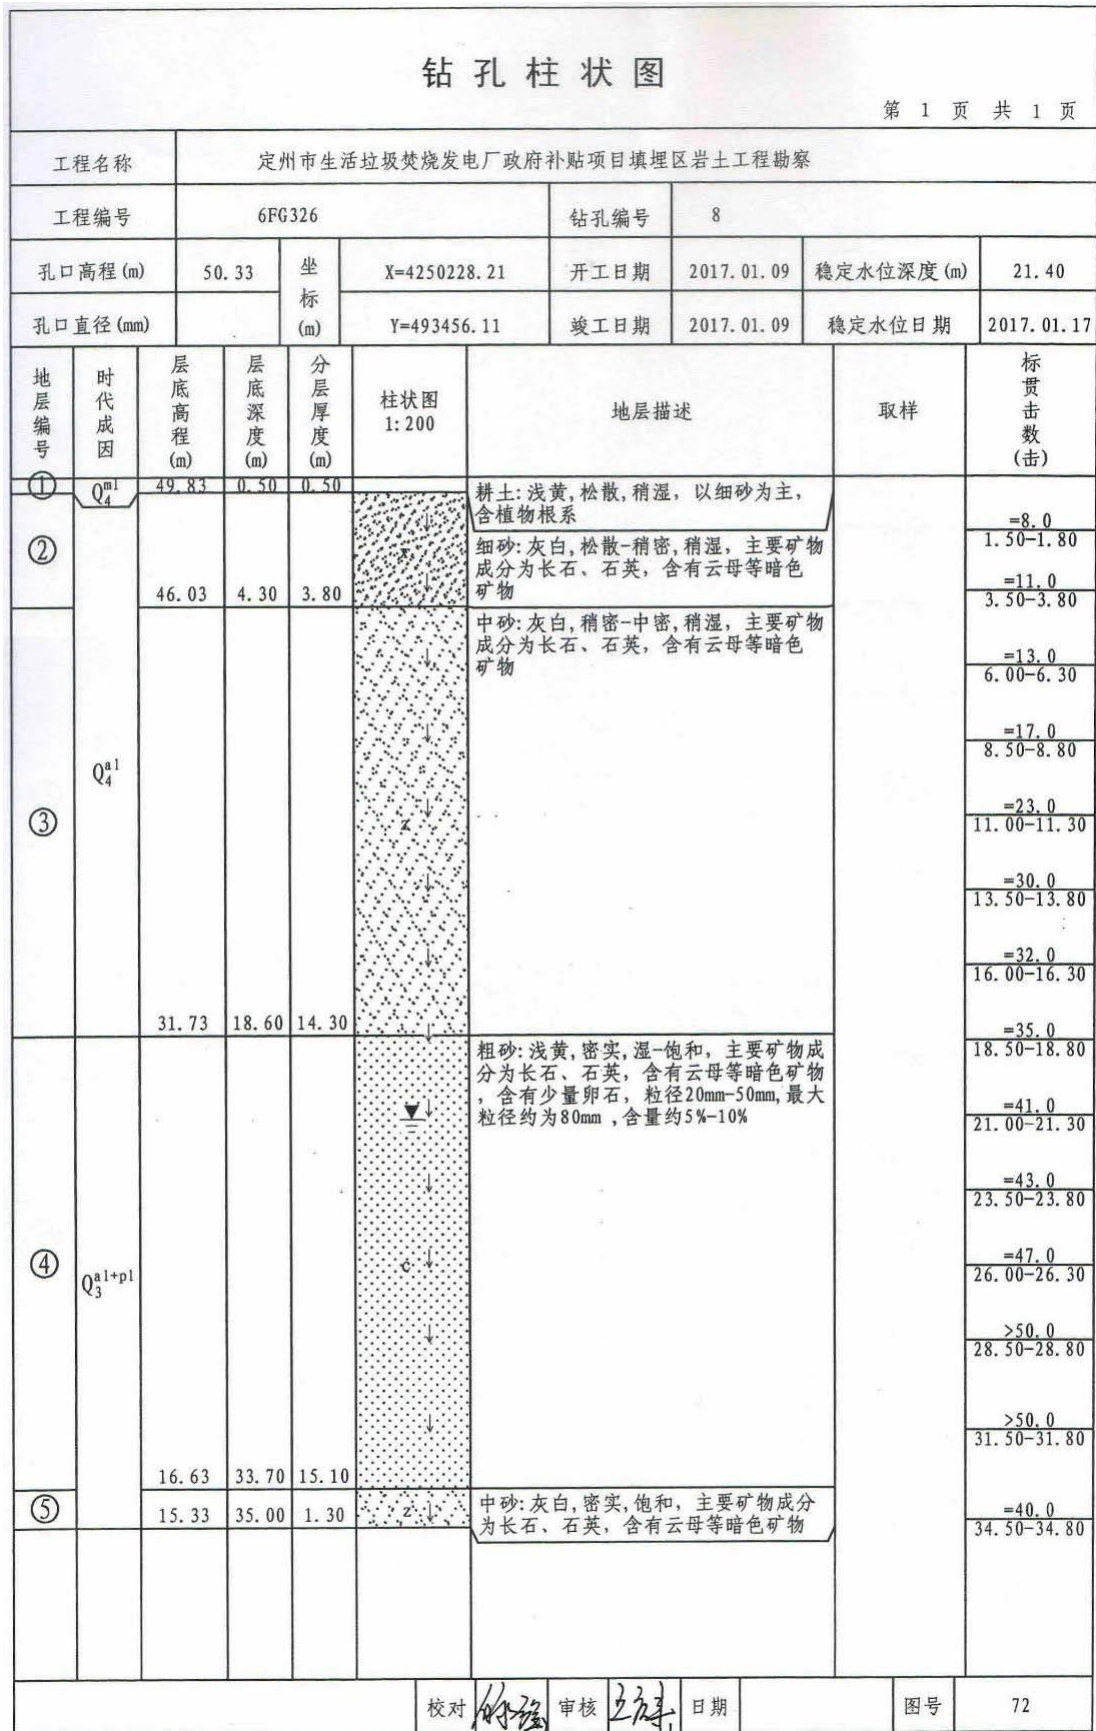 钻孔柱状图
第 1 页 共 1 页
工程名称 定州市生活垃圾焚烧发电厂政府补贴项目填埋区岩土工程勘察
工程编号 6FG326 钻孔编号 8
孔口高程(m) 50.33 坐标(m) X=4250228.21 开工日期 2017.01.09 稳定水位深度(m) 21.40
孔口直径(mm) Y=493456.11 竣工日期 2017.01.09 稳定水位日期 2017.01.17
地层编号 时代成因 层底高程(m) 层底深度(m) 分层厚度(m) 柱状图 1:200 地层描述 取样 标贯击数(击)
① Q₄ᵐˡ 49.83 0.50 0.50
耕土:浅黄,松散,稍湿，以细砂为主，
含植物根系
=8.0
1.50-1.80
② 46.03 4.30 3.80
细砂:灰白,松散-稍密,稍湿，主要矿物
成分为长石、石英，含有云母等暗色
矿物
=11.0
3.50-3.80
③ Q₄ᵃˡ 31.73 18.60 14.30
中砂:灰白,稍密-中密,稍湿，主要矿物
成分为长石、石英，含有云母等暗色
矿物
z
=13.0
6.00-6.30
=17.0
8.50-8.80
=23.0
11.00-11.30
=30.0
13.50-13.80
=32.0
16.00-16.30
=35.0
18.50-18.80
④ Q₃ᵃˡ⁺ᵖˡ 16.63 33.70 15.10
粗砂:浅黄,密实,湿-饱和，主要矿物成
分为长石、石英，含有云母等暗色矿物
，含有少量卵石，粒径20mm-50mm,最大
粒径约为80mm ,含量约5%-10%
c
=41.0
21.00-21.30
=43.0
23.50-23.80
=47.0
26.00-26.30
>50.0
28.50-28.80
>50.0
31.50-31.80
⑤ 15.33 35.00 1.30
z
中砂:灰白,密实,饱和，主要矿物成分
为长石、石英，含有云母等暗色矿物
=40.0
34.50-34.80
校对 审核 日期 图号 72